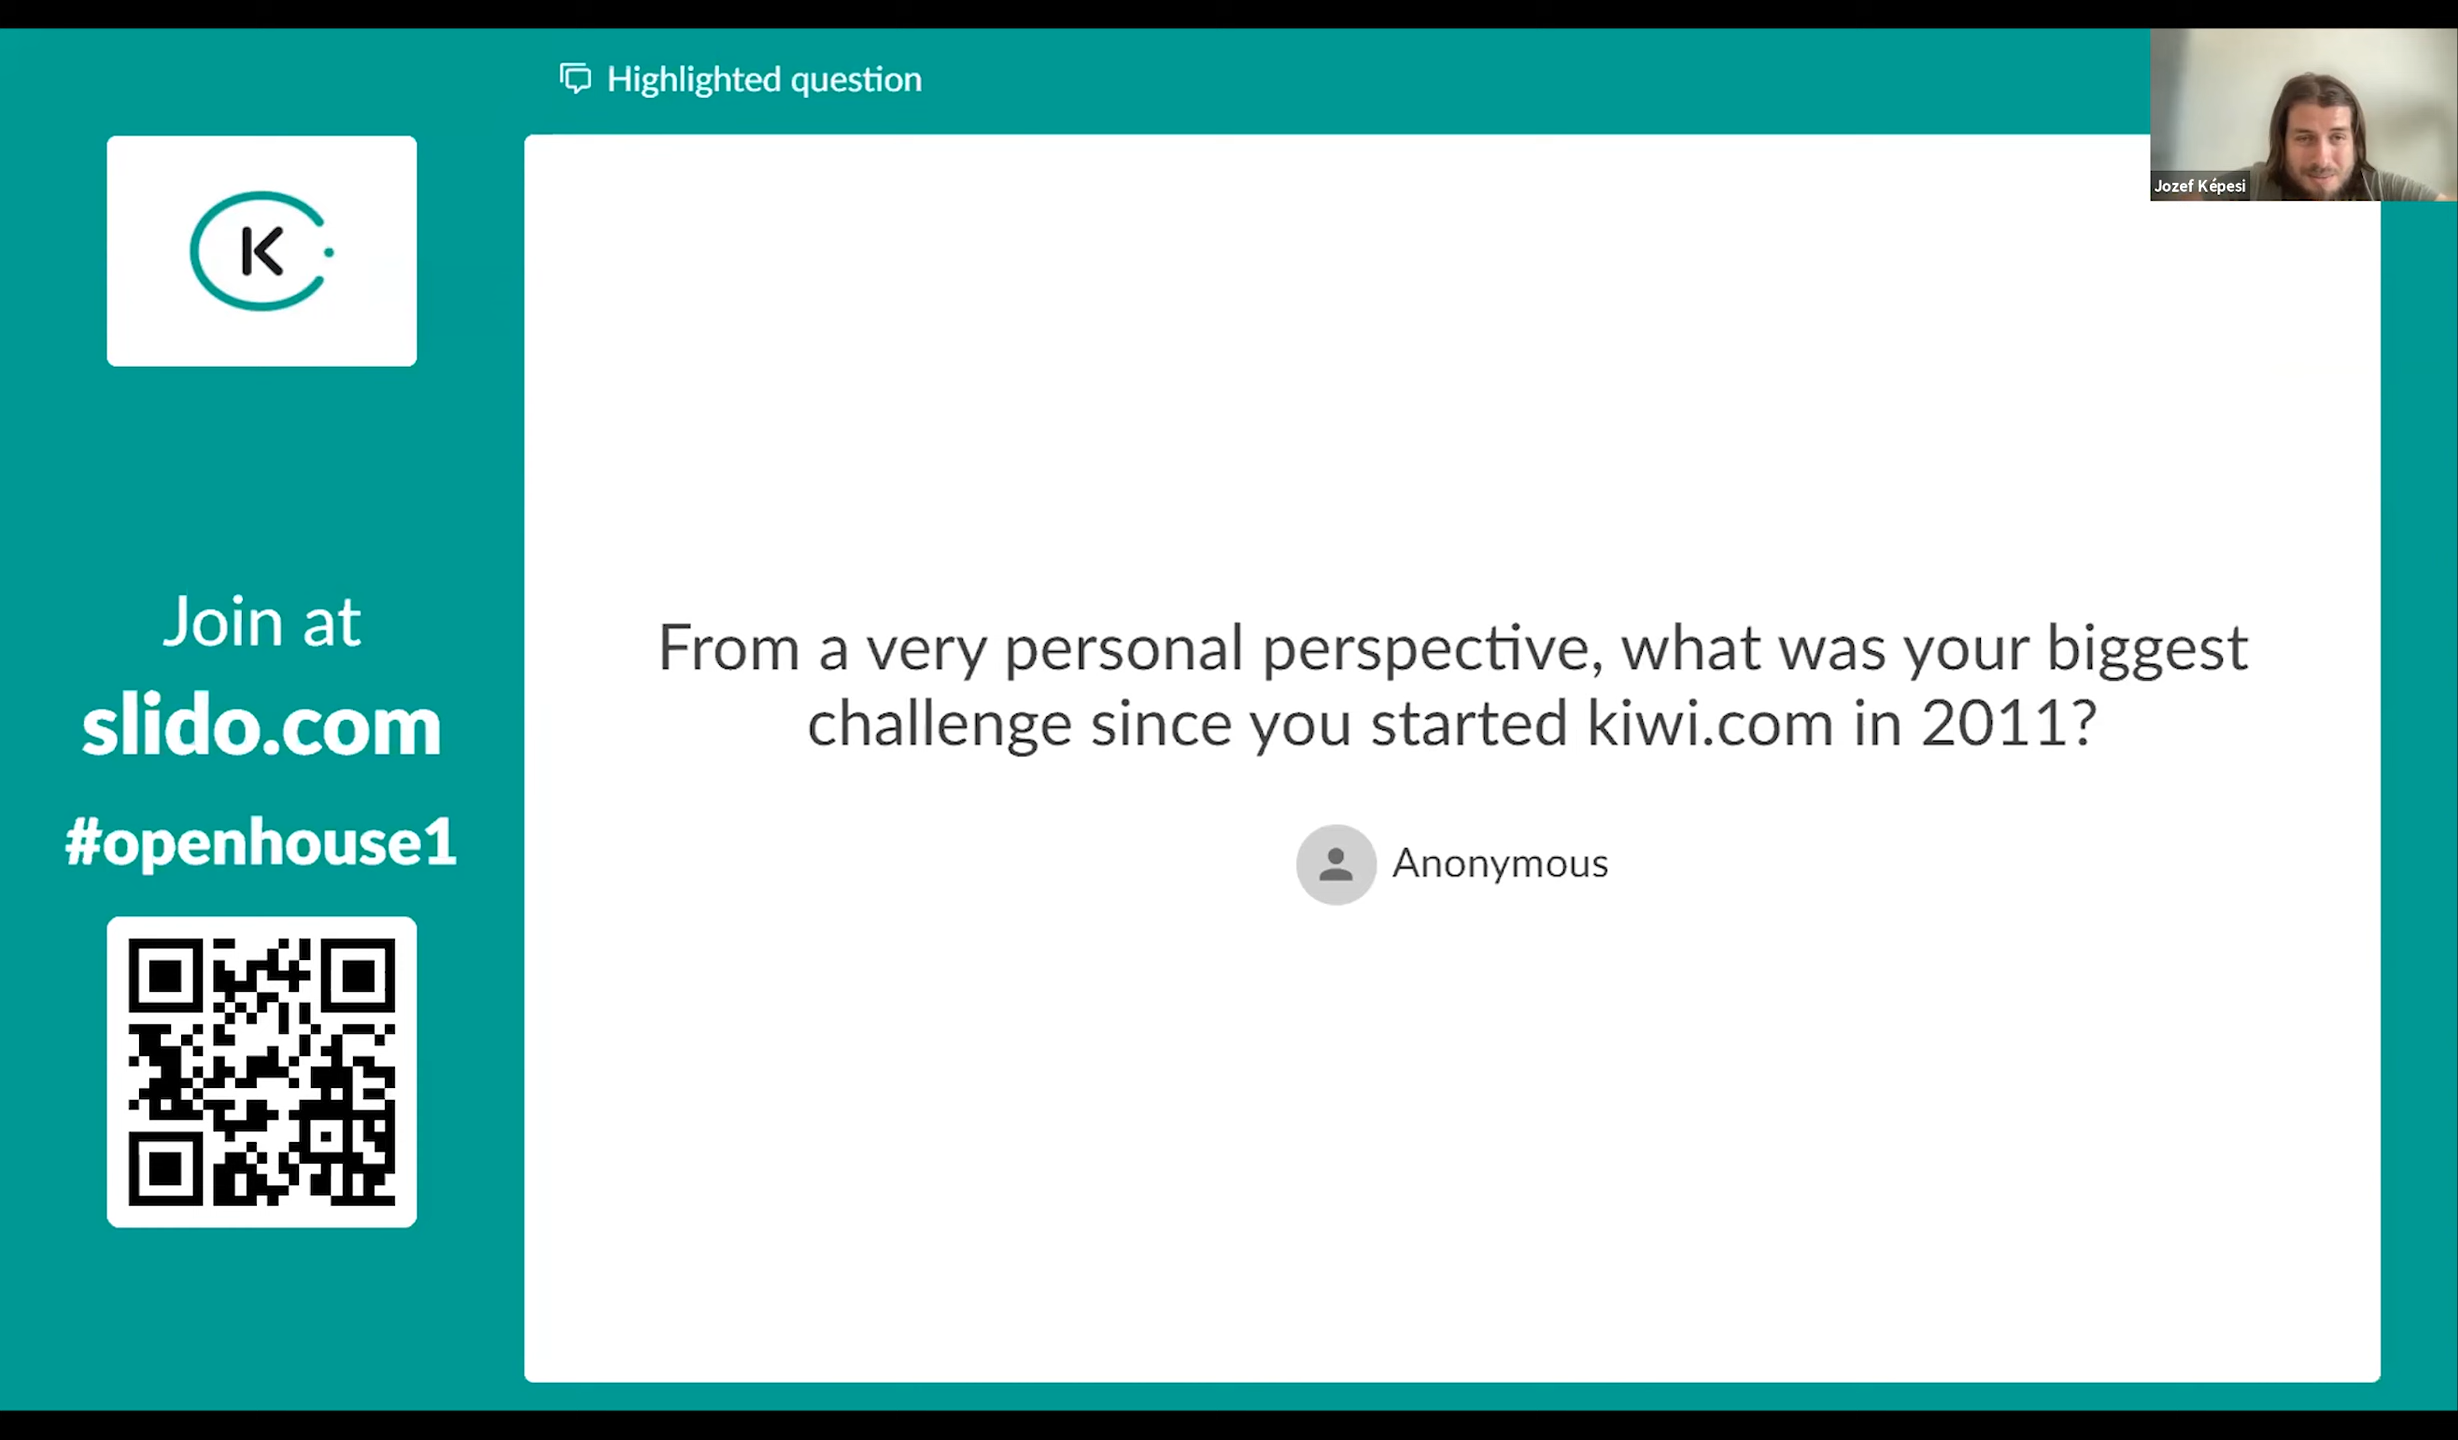 Highlighted question
Jozef Képesi
K
Join at
slido.com
#openhouse1
From a very personal perspective, what was your biggest
challenge since you started kiwi.com in 2011?
Anonymous